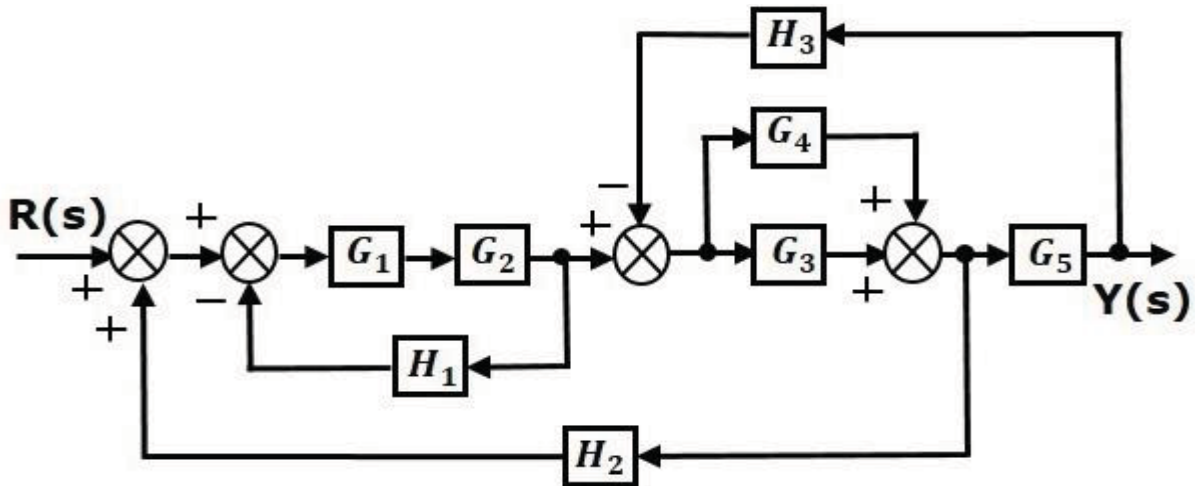 H₃
G₄
−
R(s)
+
+
+
G₁
G₂
G₃
G₅
+
−
+
+
Y(s)
H₁
H₂